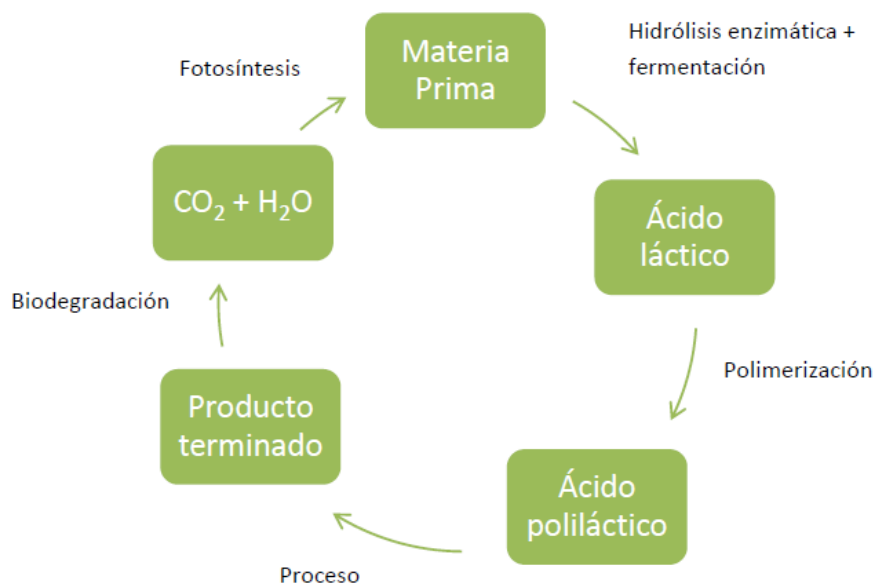 Materia
Prima
Hidrólisis enzimática +
fermentación
Ácido
láctico
Polimerización
Ácido
poliláctico
Proceso
Producto
terminado
Biodegradación
CO₂ + H₂O
Fotosíntesis